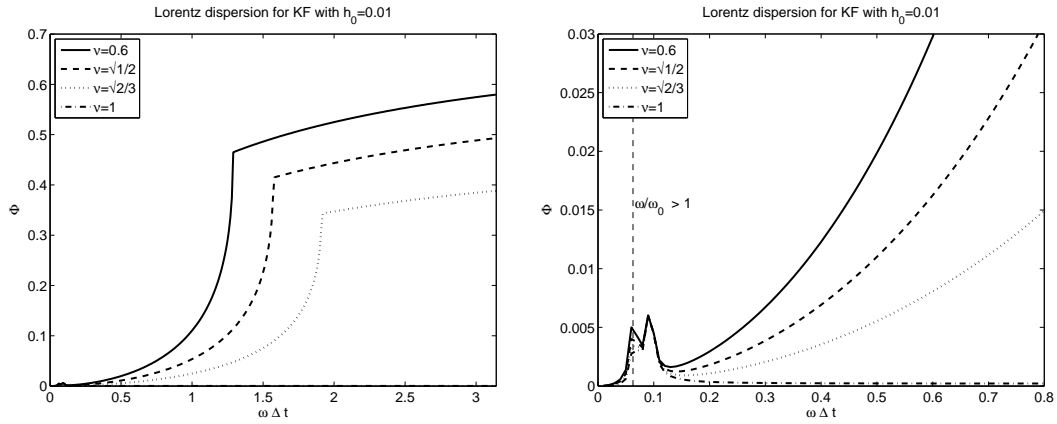 Lorentz dispersion for KF with h₀=0.01
0.7
0.6
0.5
0.4
0.3
0.2
0.1
0
Φ
ν=0.6
ν=√1/2
ν=√2/3
ν=1
0 0.5 1 1.5 2 2.5 3
ω Δ t
Lorentz dispersion for KF with h₀=0.01
0.03
0.025
0.02
0.015
0.01
0.005
0
Φ
ν=0.6
ν=√1/2
ν=√2/3
ν=1
ω/ω₀ > 1
0 0.1 0.2 0.3 0.4 0.5 0.6 0.7 0.8
ω Δ t